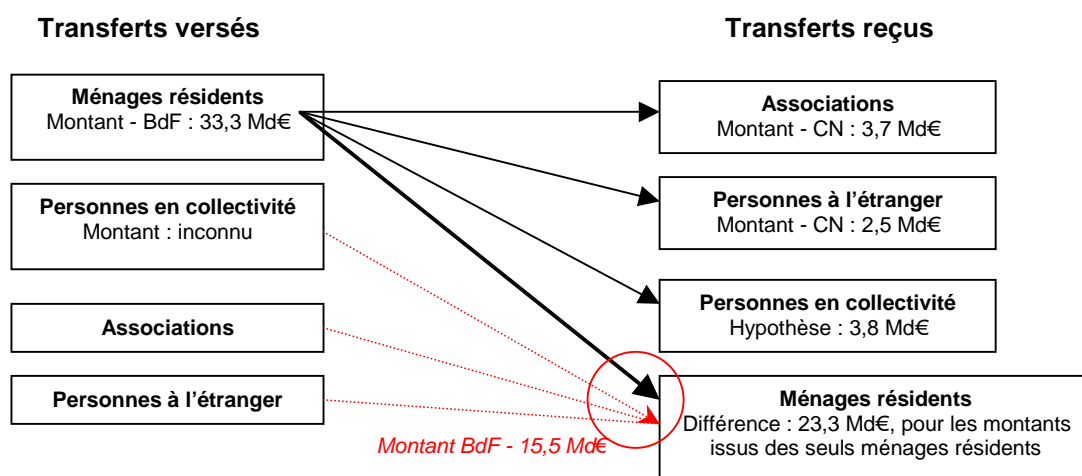 Transferts versés
Transferts reçus
Ménages résidents
Montant - BdF : 33,3 Md€
Personnes en collectivité
Montant : inconnu
Associations
Personnes à l'étranger
Associations
Montant - CN : 3,7 Md€
Personnes à l'étranger
Montant - CN : 2,5 Md€
Personnes en collectivité
Hypothèse : 3,8 Md€
Ménages résidents
Différence : 23,3 Md€, pour les montants
issus des seuls ménages résidents
Montant BdF - 15,5 Md€